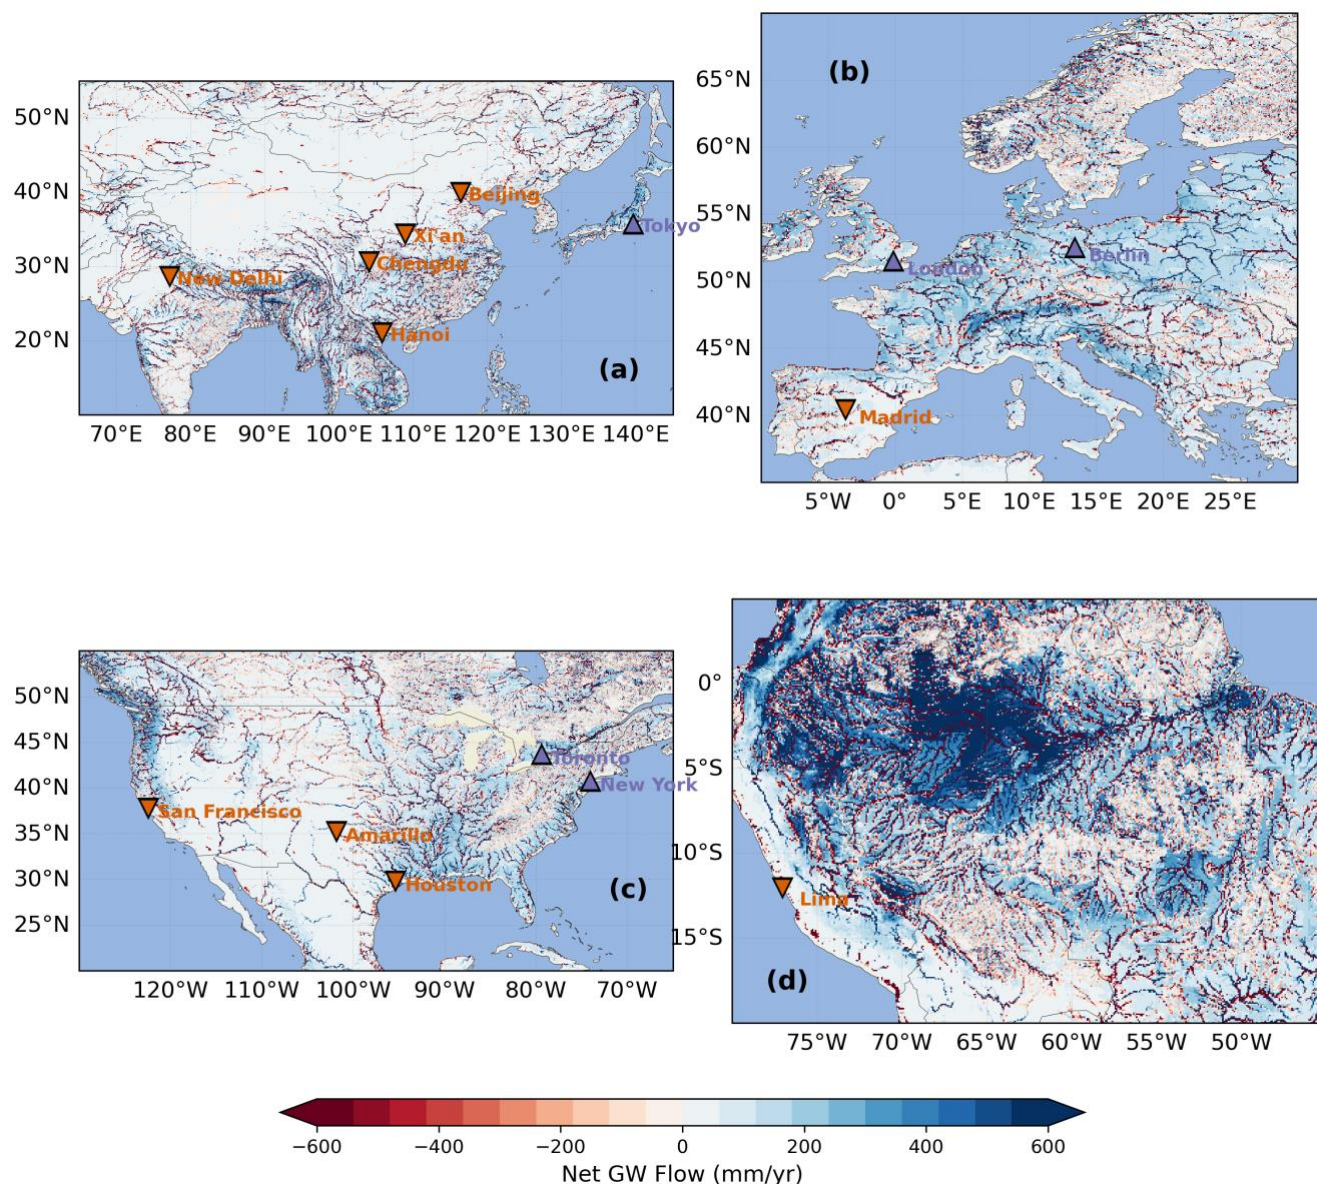 (a)
50°N
40°N
30°N
20°N
Beijing
Tokyo
Xi'an
Chengdu
New Delhi
Hanoi
70°E 80°E 90°E 100°E 110°E 120°E 130°E 140°E
(b)
65°N
60°N
55°N
50°N
45°N
40°N
London
Berlin
Madrid
5°W 0° 5°E 10°E 15°E 20°E 25°E
50°N
45°N
40°N
35°N
30°N
25°N
Toronto
New York
San Francisco
Amarillo
Houston
(c)
120°W 110°W 100°W 90°W 80°W 70°W
0°
5°S
10°S
15°S
Lima
(d)
75°W 70°W 65°W 60°W 55°W 50°W
−600 −400 −200 0 200 400 600
Net GW Flow (mm/yr)